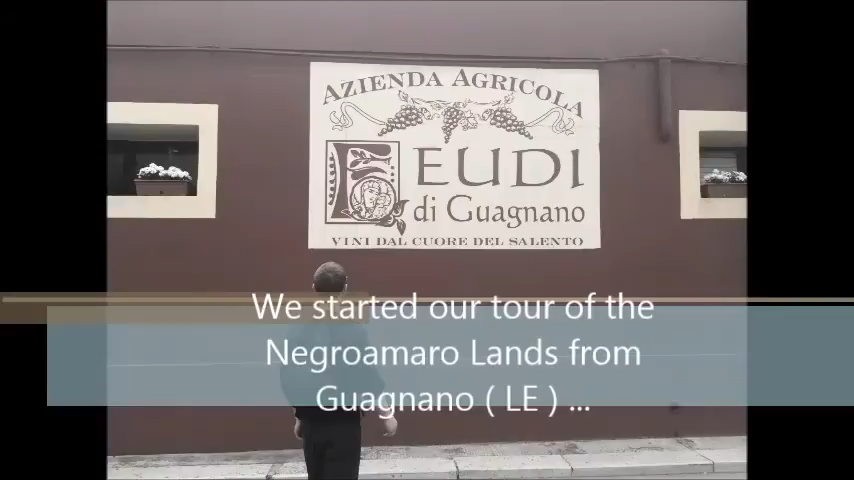 AZIENDA AGRICOLA
FEUDI
di Guagnano
VINI DAL CUORE DEL SALENTO
We started our tour of the
Negroamaro Lands from
Guagnano ( LE ) ...